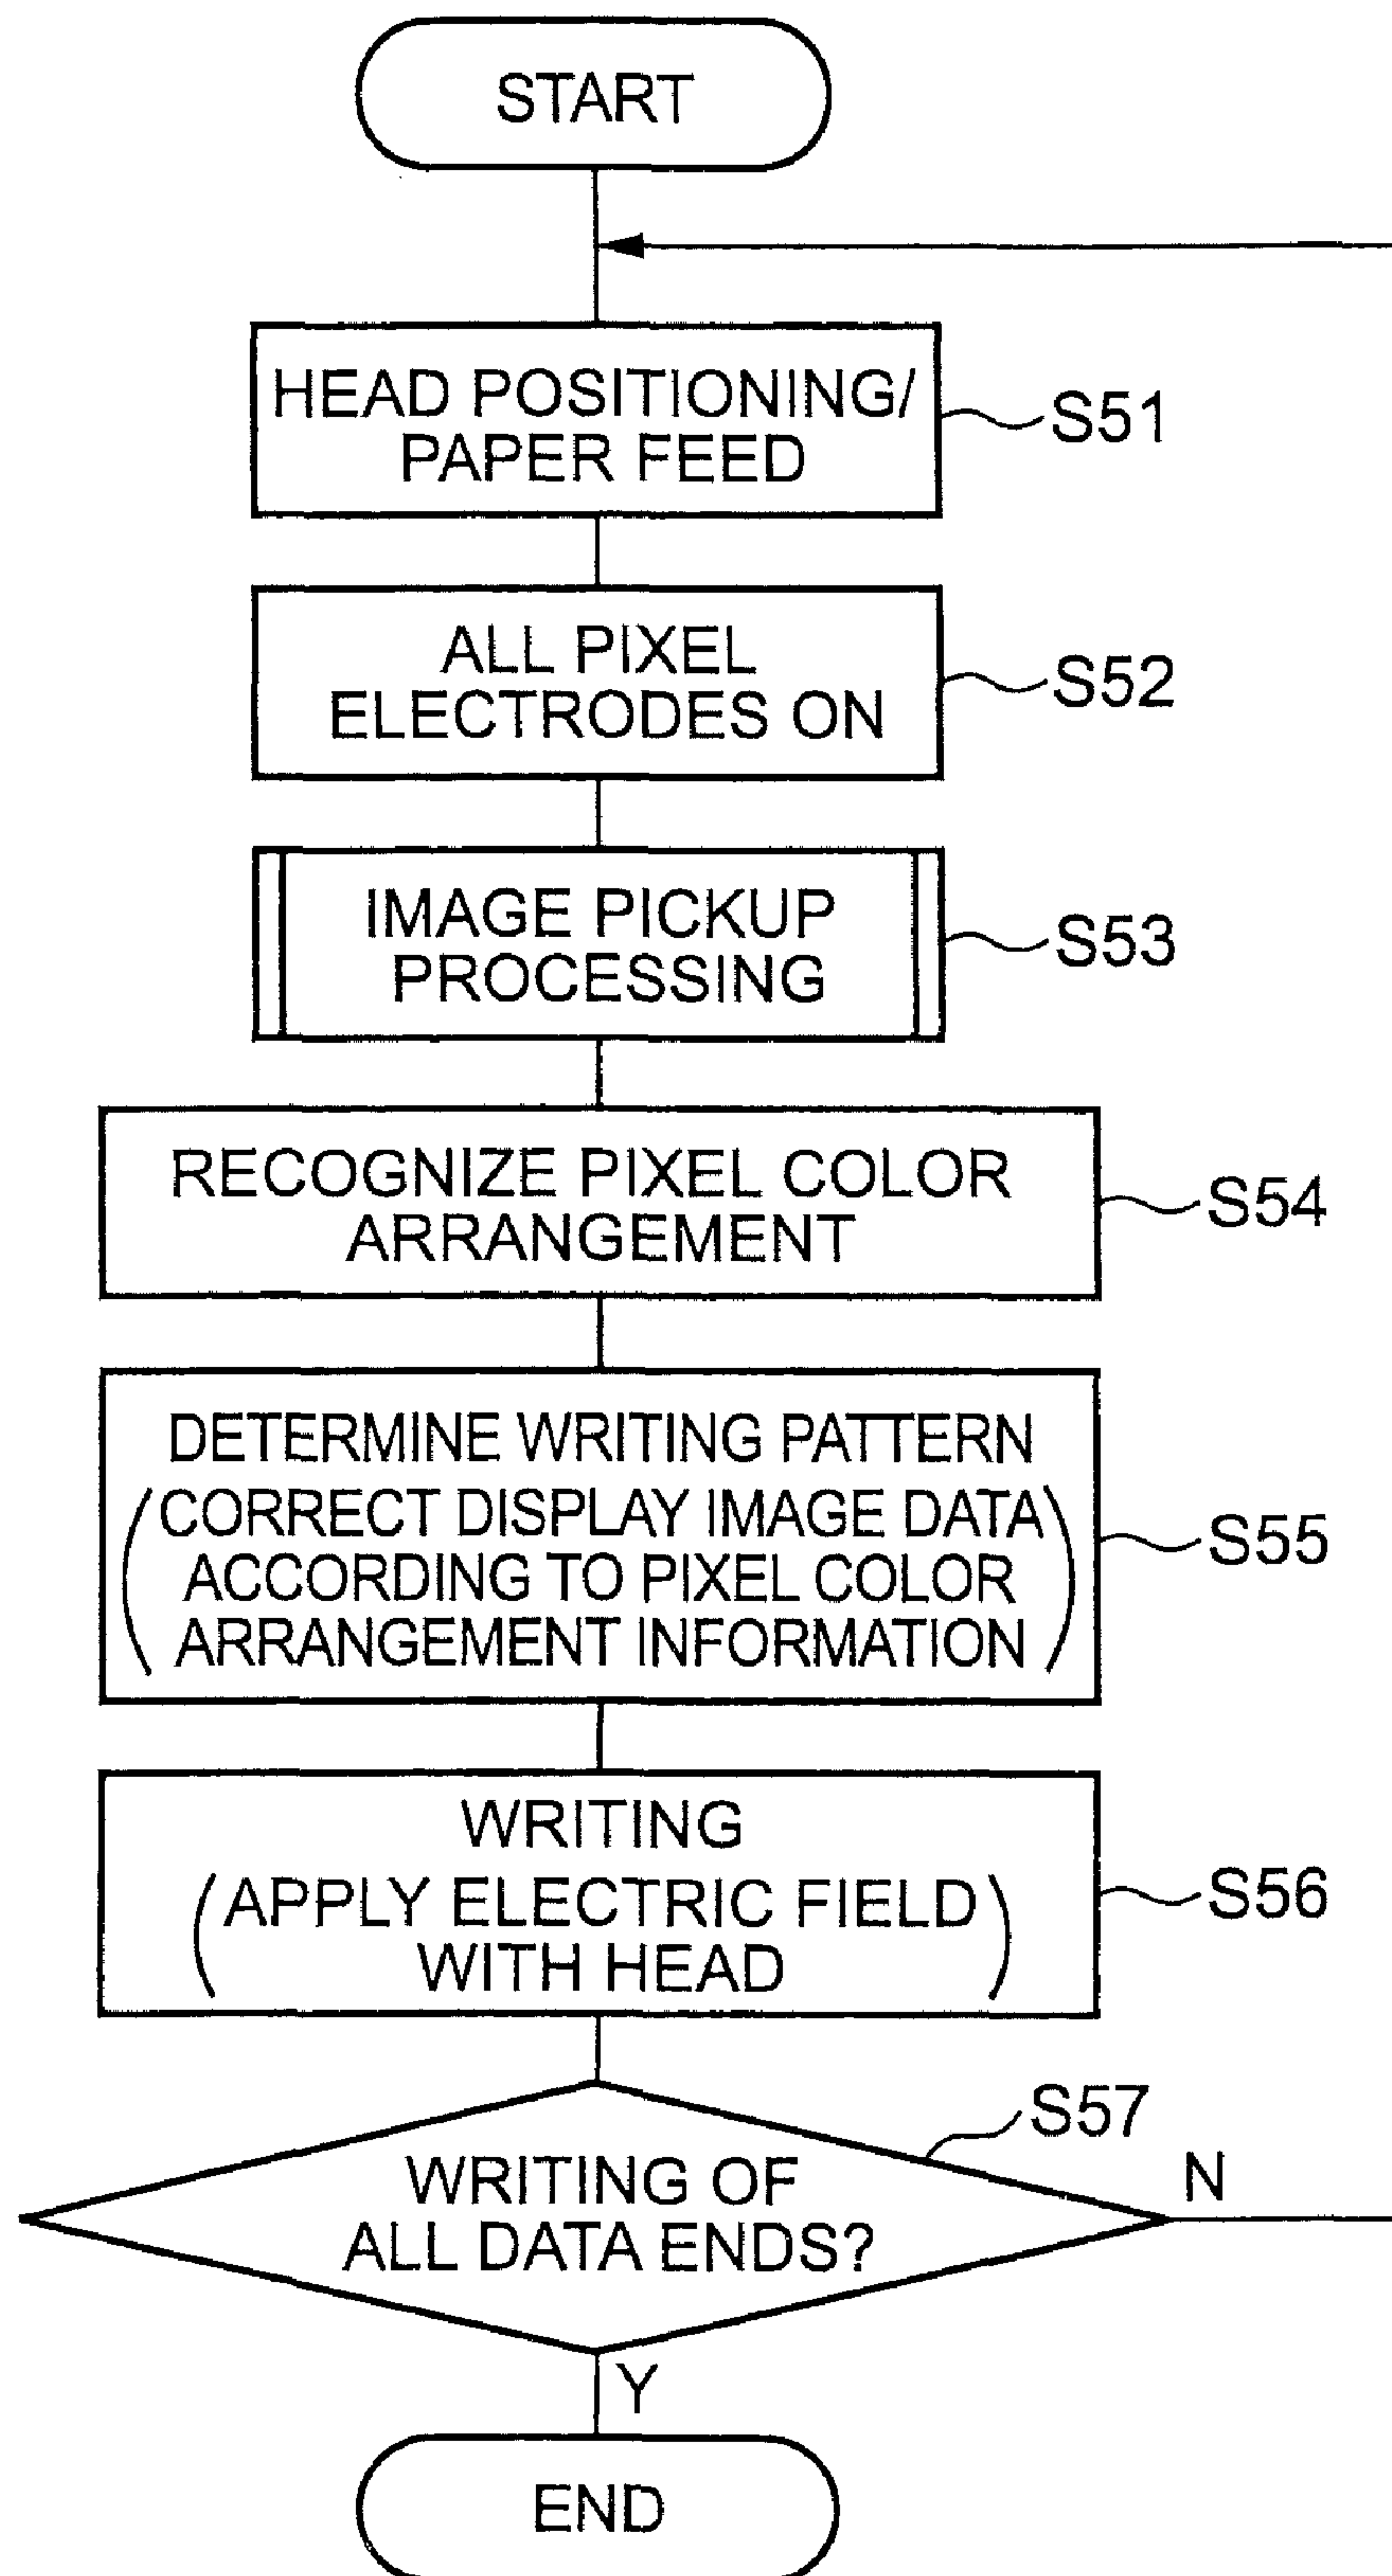 START
HEAD POSITIONING/
PAPER FEED
S51
ALL PIXEL
ELECTRODES ON
S52
IMAGE PICKUP
PROCESSING
S53
RECOGNIZE PIXEL COLOR
ARRANGEMENT
S54
DETERMINE WRITING PATTERN
(CORRECT DISPLAY IMAGE DATA
ACCORDING TO PIXEL COLOR
ARRANGEMENT INFORMATION)
S55
WRITING
(APPLY ELECTRIC FIELD
WITH HEAD)
S56
S57
WRITING OF
ALL DATA ENDS?
N
Y
END